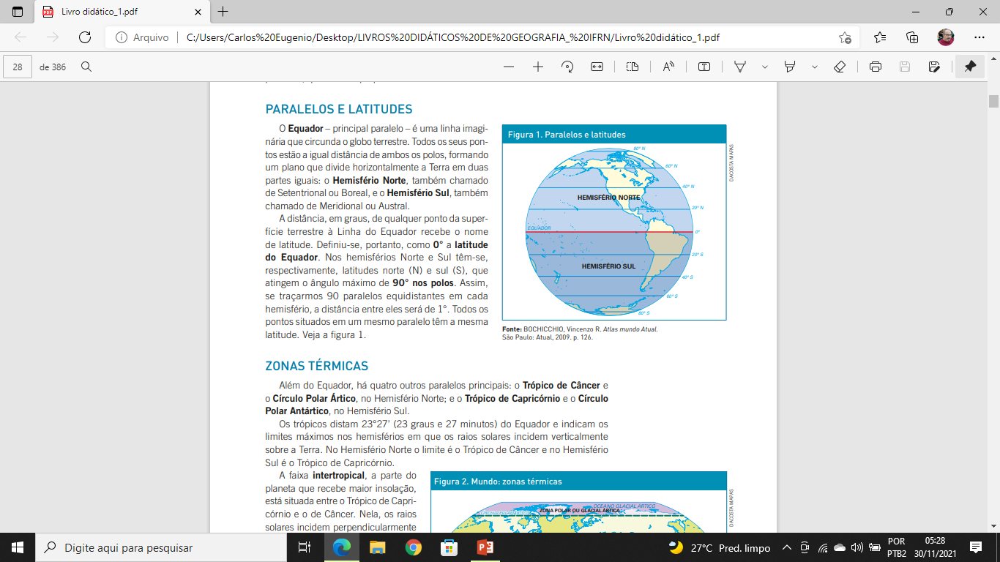 Livro didático_1.pdf
Arquivo
C:/Users/Carlos%20Eugenio/Desktop/LIVROS%20DIDÁTICOS%20DE%20GEOGRAFIA_%20IFRN/Livro%20didático_1.pdf
28 de 386
PARALELOS E LATITUDES
O Equador – principal paralelo – é uma linha imagi-
nária que circunda o globo terrestre. Todos os seus pon-
tos estão a igual distância de ambos os polos, formando
um plano que divide horizontalmente a Terra em duas
partes iguais: o Hemisfério Norte, também chamado
de Setentrional ou Boreal, e o Hemisfério Sul, também
chamado de Meridional ou Austral.
A distância, em graus, de qualquer ponto da super-
fície terrestre à Linha do Equador recebe o nome
de latitude. Definiu-se, portanto, como 0° a latitude
do Equador. Nos hemisférios Norte e Sul têm-se,
respectivamente, latitudes norte (N) e sul (S), que
atingem o ângulo máximo de 90° nos polos. Assim,
se traçarmos 90 paralelos equidistantes em cada
hemisfério, a distância entre eles será de 1°. Todos os
pontos situados em um mesmo paralelo têm a mesma
latitude. Veja a figura 1.
Figura 1. Paralelos e latitudes
80° N
60° N
40° N
HEMISFÉRIO NORTE
20° N
EQUADOR
0°
20° S
HEMISFÉRIO SUL
40° S
60° S
80° S
DACOSTA MAPAS
Fonte: BOCHICCHIO, Vincenzo R. Atlas mundo Atual.
São Paulo: Atual, 2009. p. 126.
ZONAS TÉRMICAS
Além do Equador, há quatro outros paralelos principais: o Trópico de Câncer e
o Círculo Polar Ártico, no Hemisfério Norte; e o Trópico de Capricórnio e o Círculo
Polar Antártico, no Hemisfério Sul.
Os trópicos distam 23°27' (23 graus e 27 minutos) do Equador e indicam os
limites máximos nos hemisférios em que os raios solares incidem verticalmente
sobre a Terra. No Hemisfério Norte o limite é o Trópico de Câncer e no Hemisfério
Sul é o Trópico de Capricórnio.
A faixa intertropical, a parte do
planeta que recebe maior insolação,
está situada entre o Trópico de Capri-
córnio e o de Câncer. Nela, os raios
solares incidem perpendicularmente
Figura 2. Mundo: zonas térmicas
OCEANO GLACIAL ÁRTICO
ZONA POLAR OU GLACIAL ÁRTICA
DACOSTA MAPAS
Digite aqui para pesquisar
27°C Pred. limpo
POR
PTB2
05:28
30/11/2021